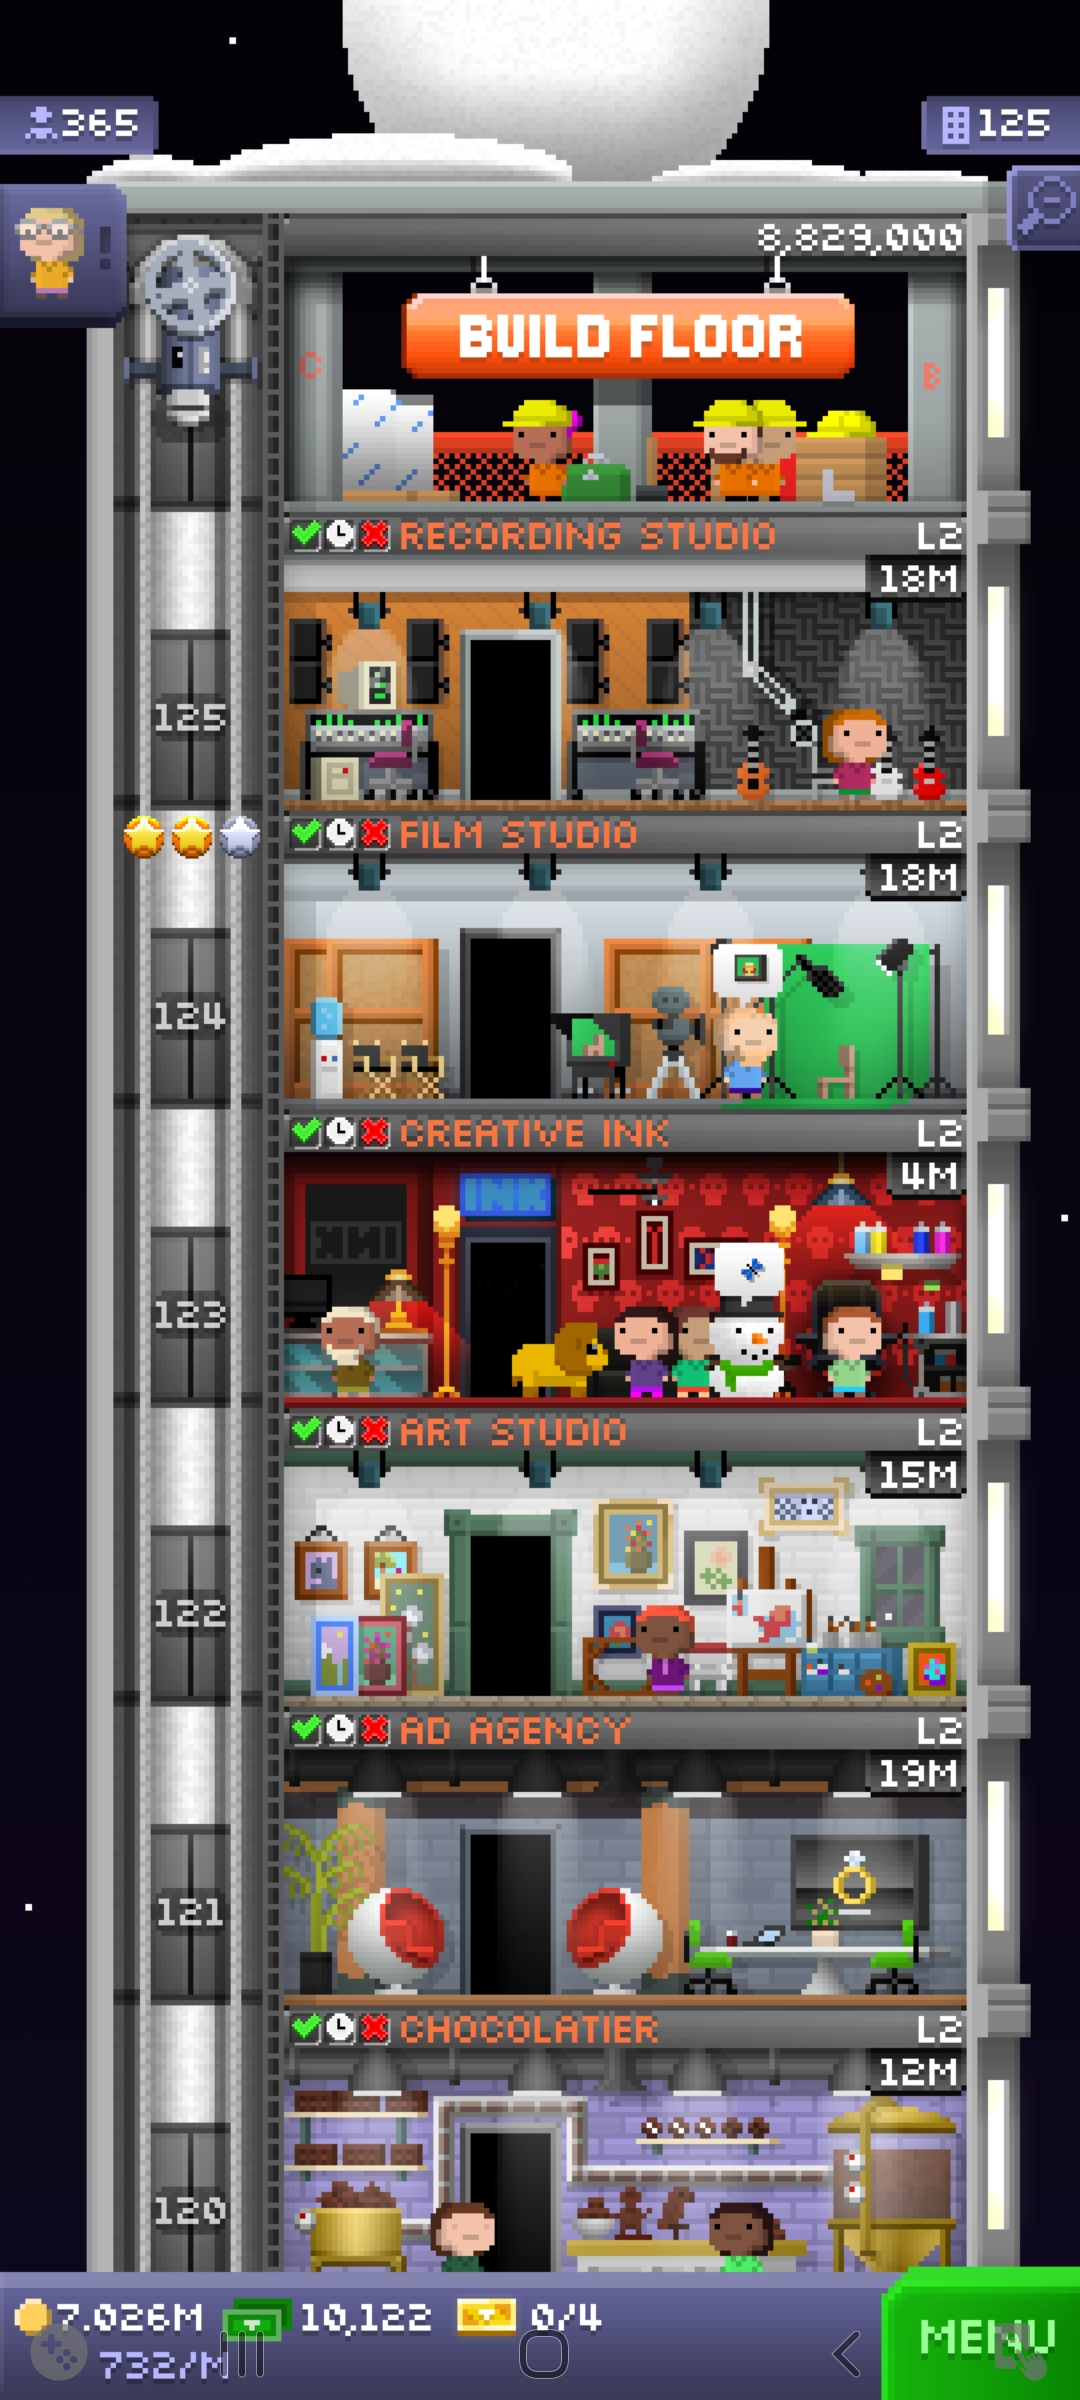 365
125
8,829,000
BUILD FLOOR
C
B
RECORDING STUDIO L2
18M
125
FILM STUDIO L2
18M
124
CREATIVE INK L2
4M
INK
123
ART STUDIO L2
15M
122
AD AGENCY L2
19M
121
CHOCOLATIER L2
12M
120
7.026M 10,122 0/4
MENU
732/M